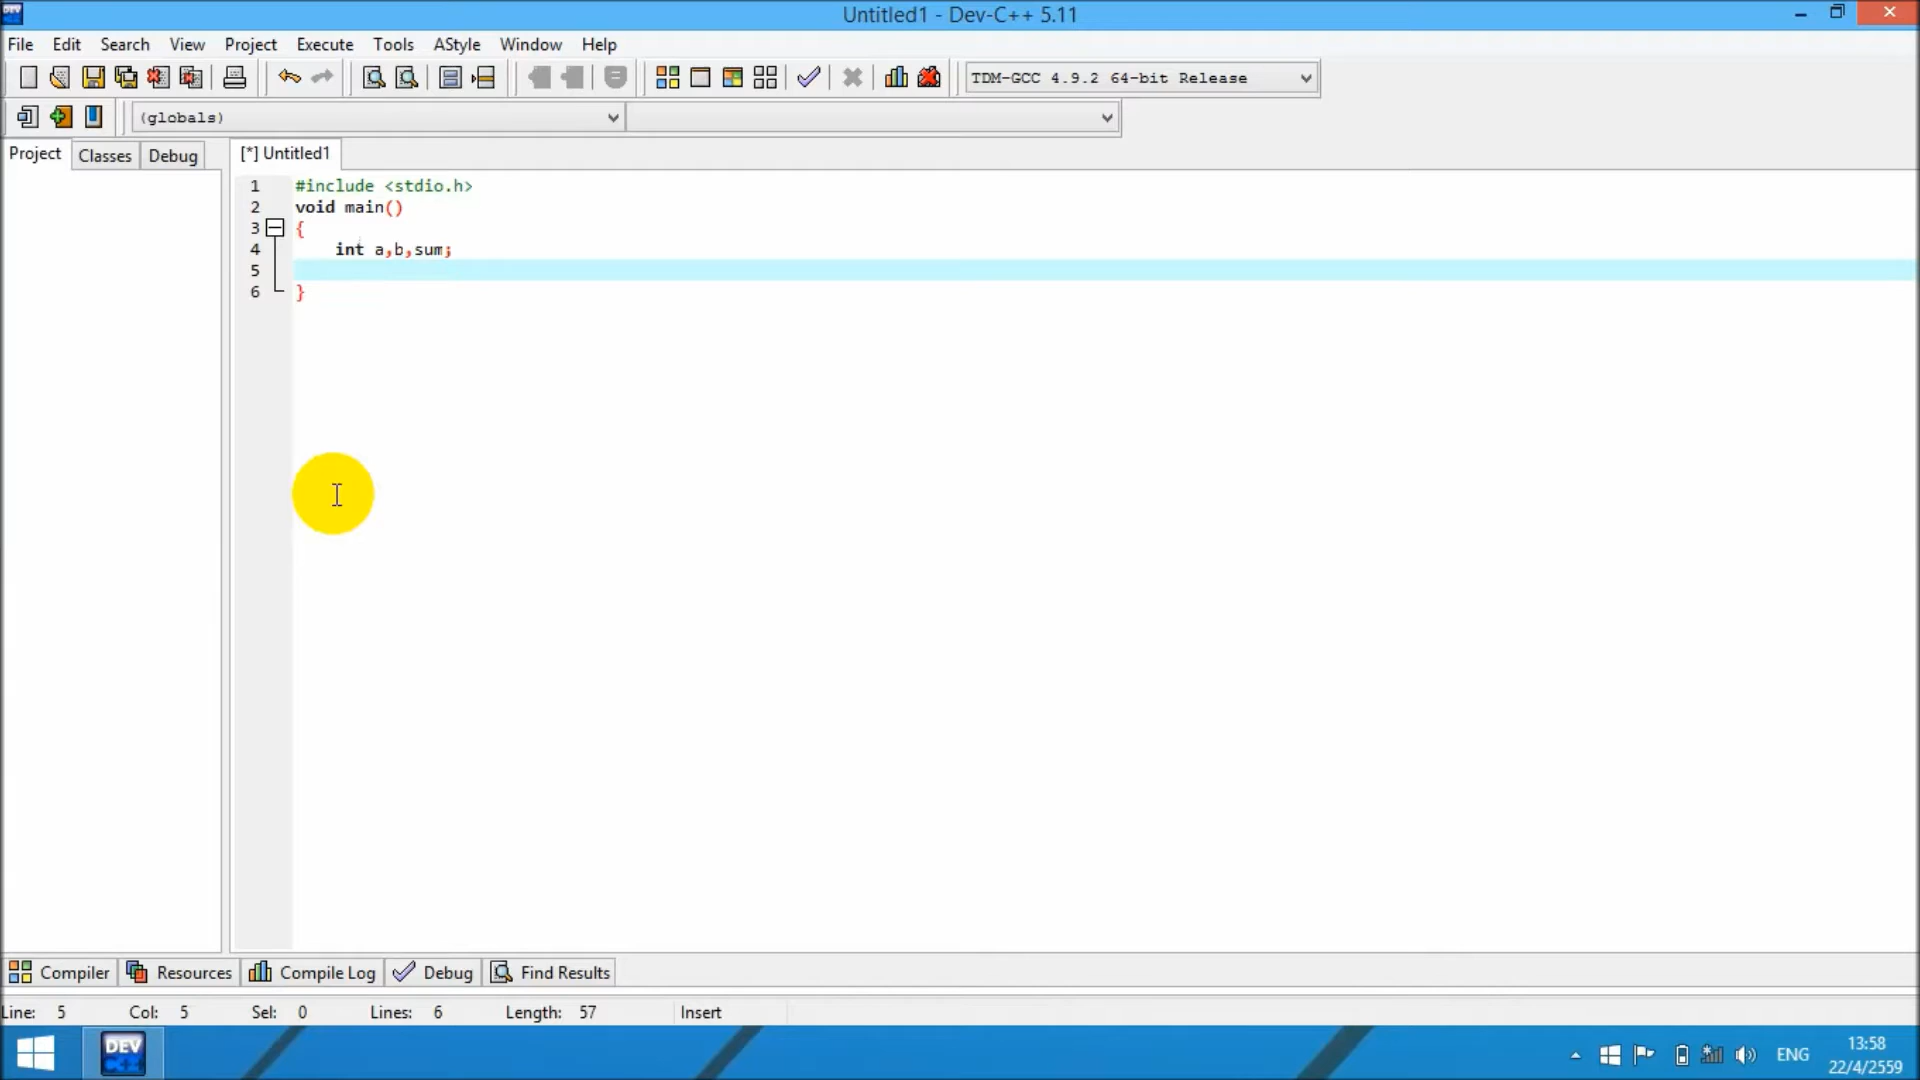 Untitled1 - Dev-C++ 5.11
File Edit Search View Project Execute Tools AStyle Window Help
TDM-GCC 4.9.2 64-bit Release
(globals)
Project Classes Debug [*] Untitled1
1 #include <stdio.h>
2 void main()
3 {
4 int a,b,sum;
5
6 }
Compiler Resources Compile Log Debug Find Results
Line: 5 Col: 5 Sel: 0 Lines: 6 Length: 57 Insert
DEV C++
ENG 13:58
22/4/2559